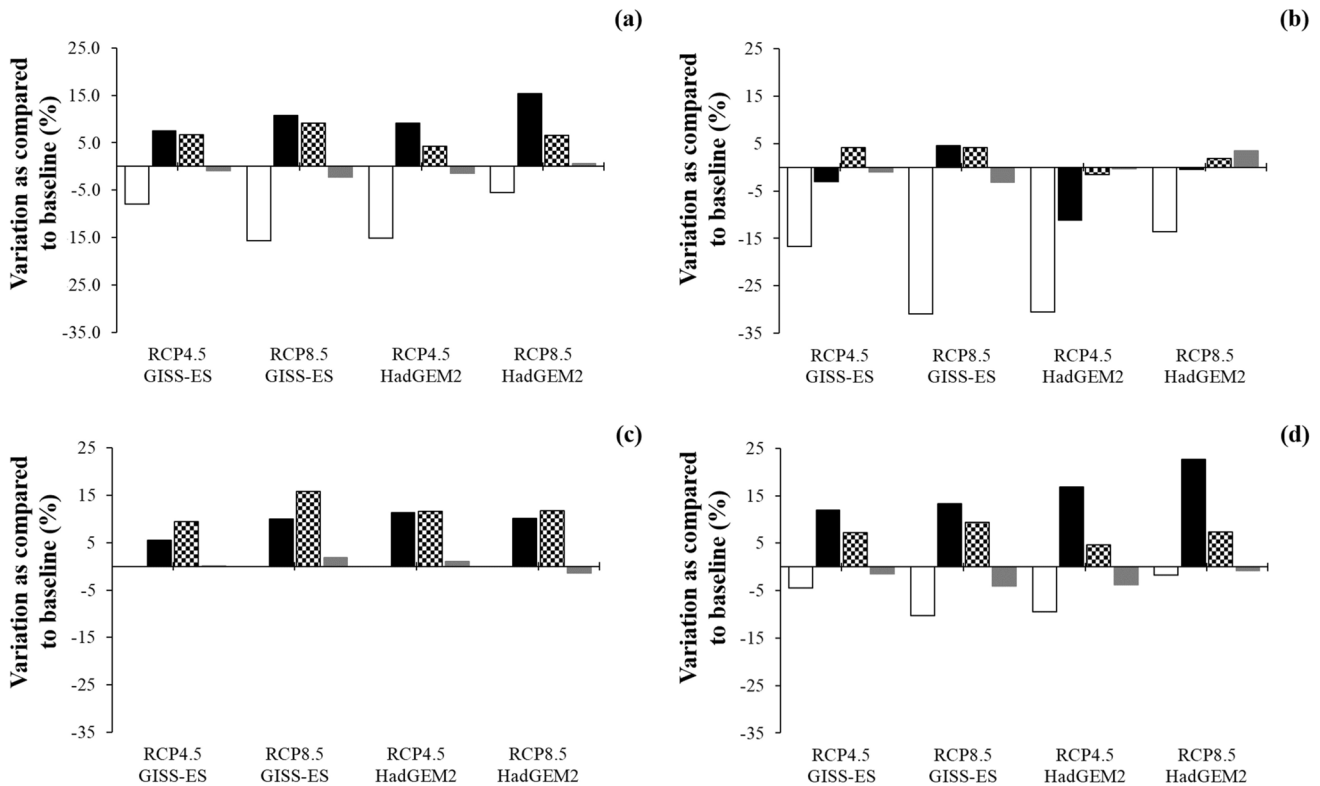 (a)
Variation as compared
to baseline (%)
25.0
15.0
5.0
-5.0
15.0
25.0
-35.0
RCP4.5
GISS-ES
RCP8.5
GISS-ES
RCP4.5
HadGEM2
RCP8.5
HadGEM2
(b)
Variation as compared
to baseline (%)
25
15
5
-5
-15
-25
-35
RCP4.5
GISS-ES
RCP8.5
GISS-ES
RCP4.5
HadGEM2
RCP8.5
HadGEM2
(c)
Variation as compared
to baseline (%)
25
15
5
-5
-15
-25
-35
RCP4.5
GISS-ES
RCP8.5
GISS-ES
RCP4.5
HadGEM2
RCP8.5
HadGEM2
(d)
Variation as compared
to baseline (%)
25
15
5
-5
-15
-25
-35
RCP4.5
GISS-ES
RCP8.5
GISS-ES
RCP4.5
HadGEM2
RCP8.5
HadGEM2